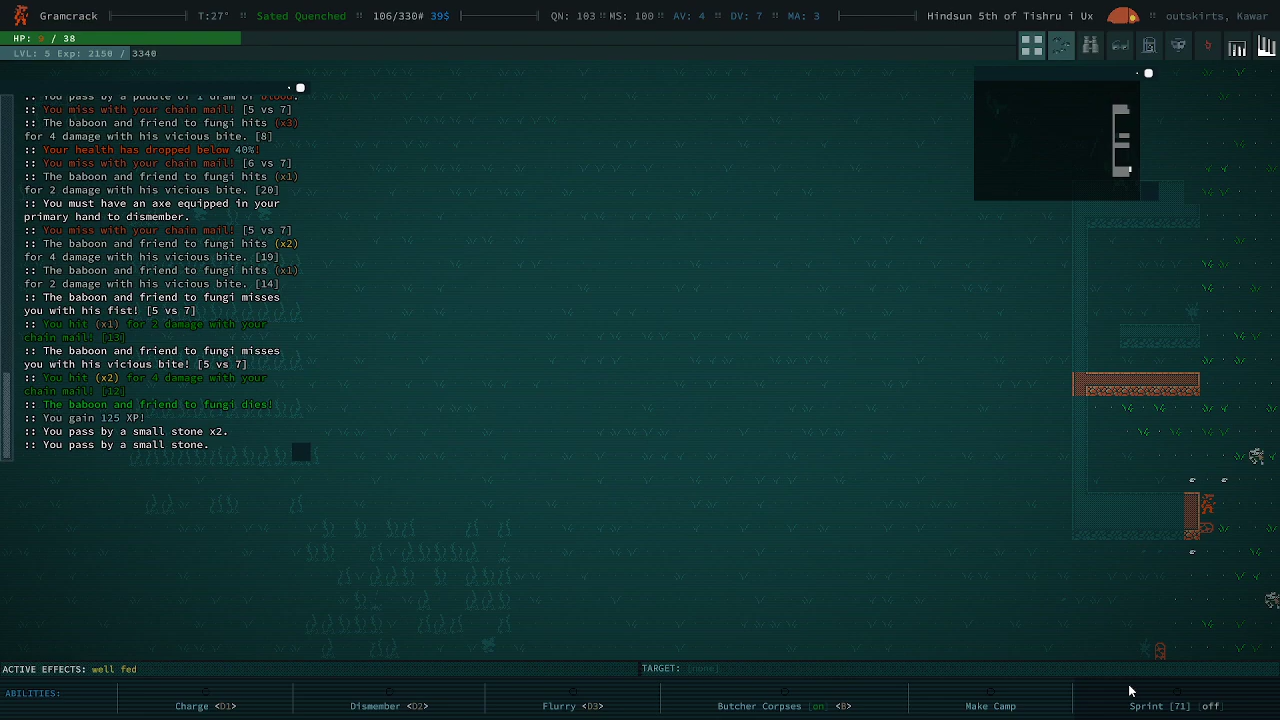 Gramcrack T:27° Sated Quenched 106/330# 39$ QN: 103 MS: 100 AV: 4 DV: 7 MA: 3 Hindsun 5th of Tishru i Ux outskirts, Kawar
HP: 9 / 38
LVL: 5 Exp: 2150 / 3340
:: You pass by a puddle of 1 dram of blood.
:: You miss with your chain mail! [5 vs 7]
:: The baboon and friend to fungi hits (x3)
for 4 damage with his vicious bite. [8]
:: Your health has dropped below 40%!
:: You miss with your chain mail! [6 vs 7]
:: The baboon and friend to fungi hits (x1)
for 2 damage with his vicious bite. [20]
:: You must have an axe equipped in your
primary hand to dismember.
:: You miss with your chain mail! [5 vs 7]
:: The baboon and friend to fungi hits (x2)
for 4 damage with his vicious bite. [19]
:: The baboon and friend to fungi hits (x1)
for 2 damage with his vicious bite. [14]
:: The baboon and friend to fungi misses
you with his fist! [5 vs 7]
:: You hit (x1) for 2 damage with your
chain mail! [13]
:: The baboon and friend to fungi misses
you with his vicious bite! [5 vs 7]
:: You hit (x2) for 4 damage with your
chain mail! [12]
:: The baboon and friend to fungi dies!
:: You gain 125 XP!
:: You pass by a small stone x2.
:: You pass by a small stone.
ACTIVE EFFECTS: well fed TARGET: [none]
ABILITIES: Charge <D1> Dismember <D2> Flurry <D3> Butcher Corpses [on] <B> Make Camp Sprint [71] [off]